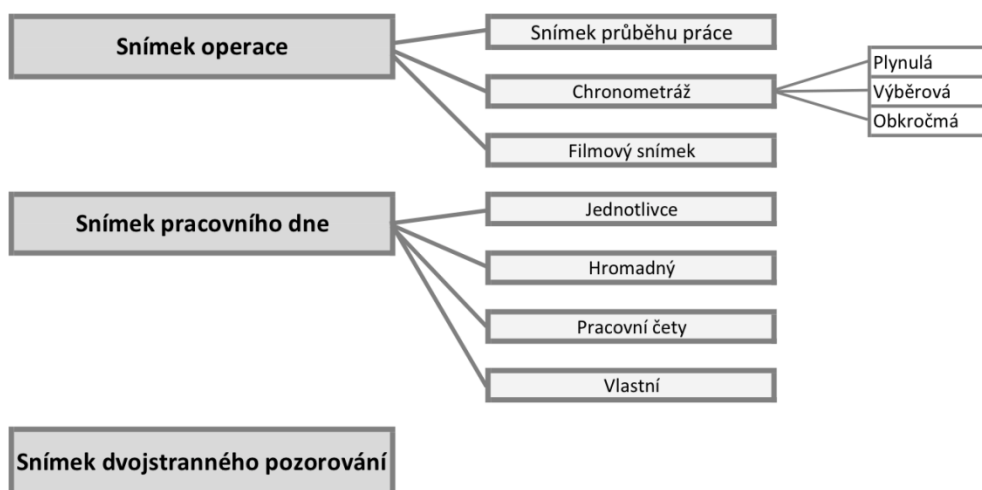 Snímek operace
Snímek průběhu práce
Chronometráž
Plynulá
Výběrová
Obkročmá
Filmový snímek
Snímek pracovního dne
Jednotlivce
Hromadný
Pracovní čety
Vlastní
Snímek dvojstranného pozorování